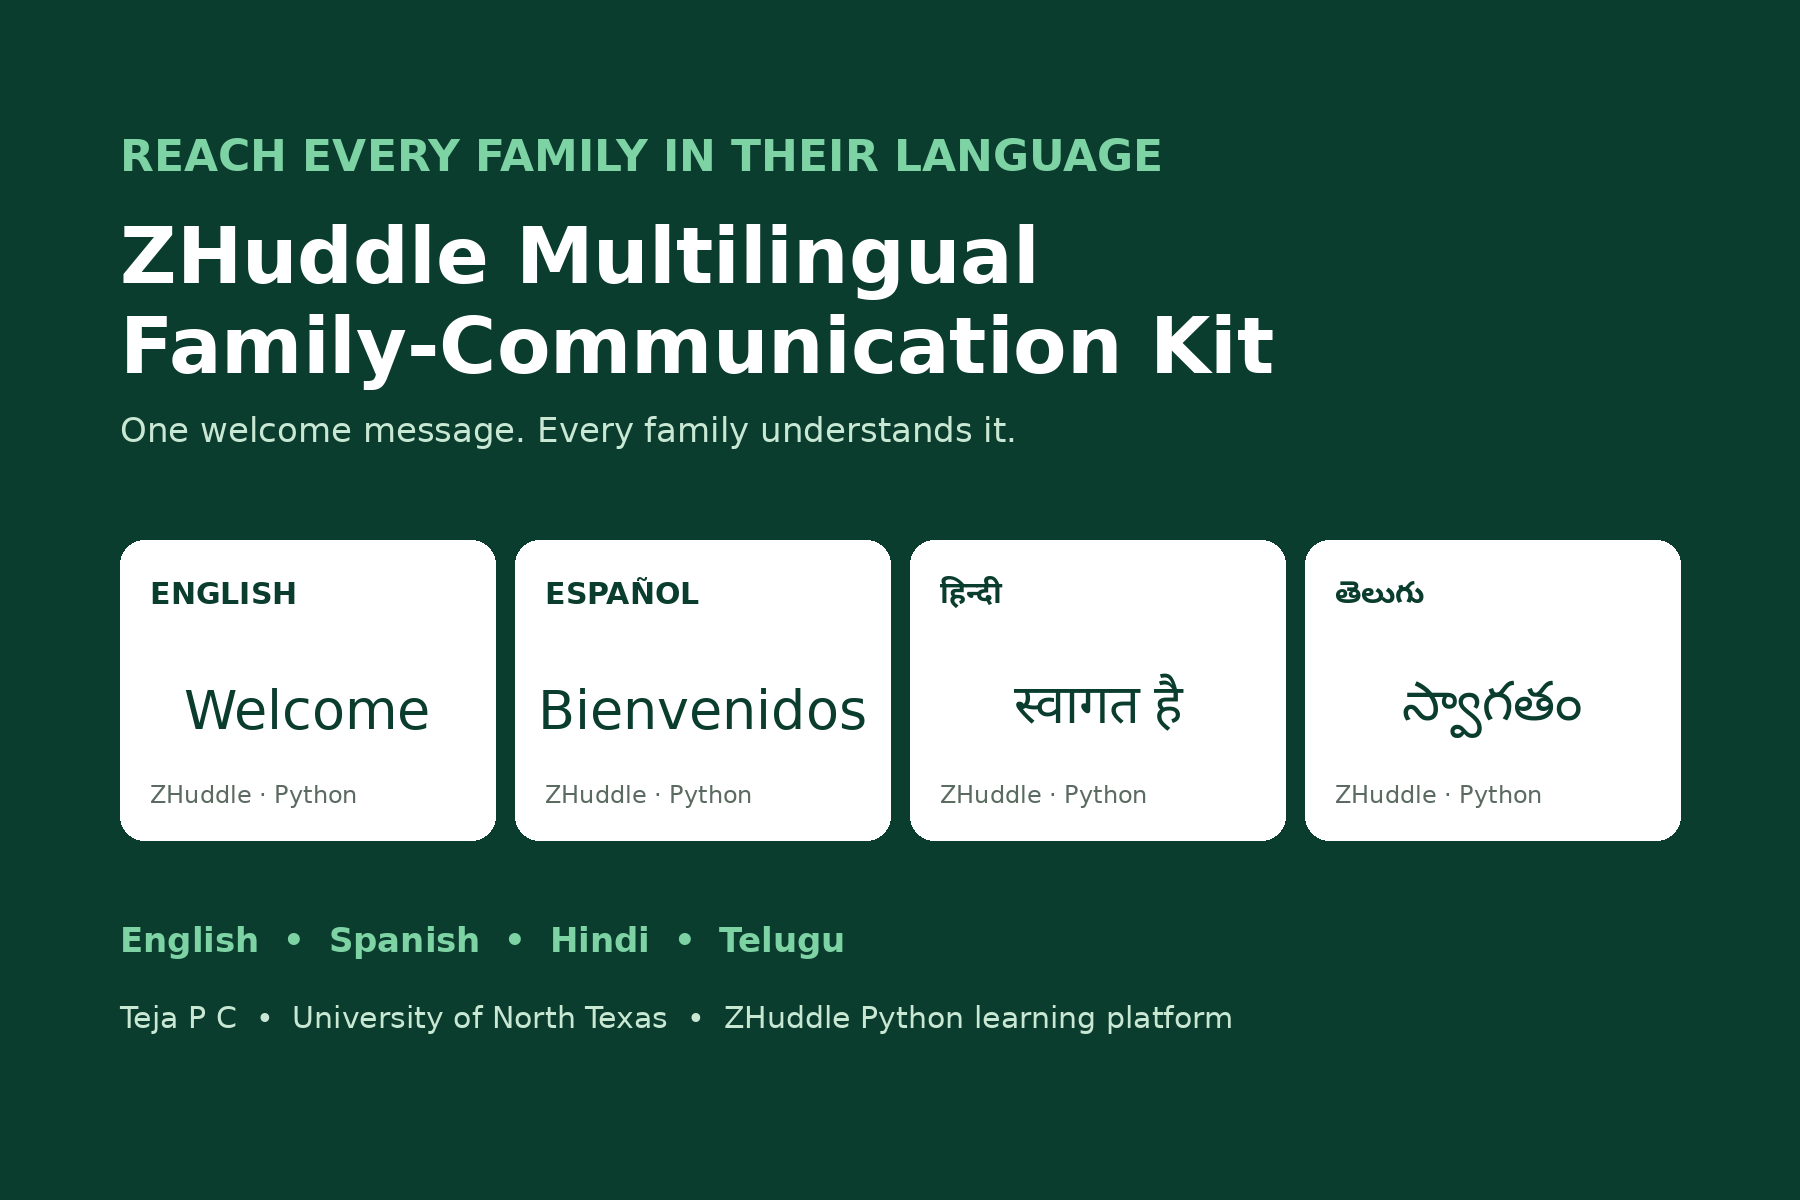 REACH EVERY FAMILY IN THEIR LANGUAGE
ZHuddle Multilingual
Family-Communication Kit
One welcome message. Every family understands it.
ENGLISH
Welcome
ZHuddle · Python
ESPAÑOL
Bienvenidos
ZHuddle · Python
हिन्दी
स्वागत है
ZHuddle · Python
తెలుగు
స్వాగతం
ZHuddle · Python
English • Spanish • Hindi • Telugu
Teja P C • University of North Texas • ZHuddle Python learning platform